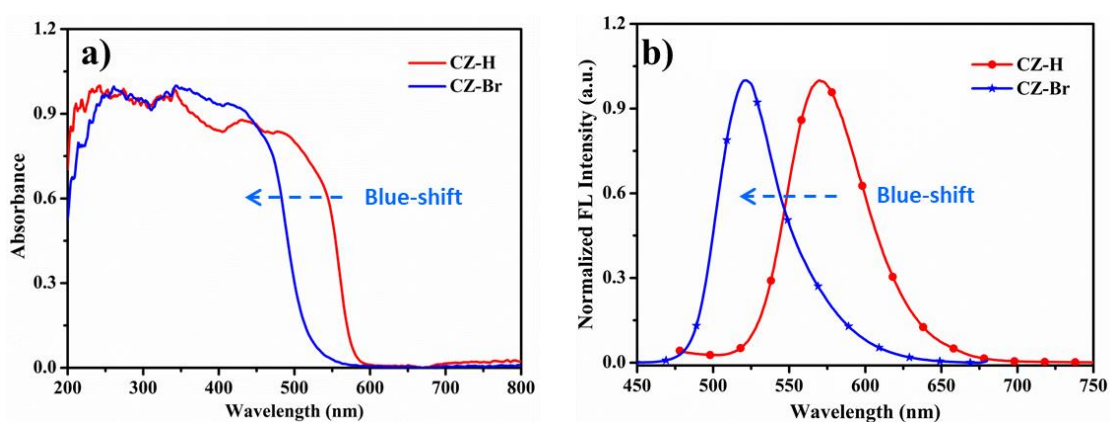 a)
CZ-H
CZ-Br
Blue-shift
Absorbance
1.2
0.9
0.6
0.3
0.0
200 300 400 500 600 700 800
Wavelength (nm)
b)
CZ-H
CZ-Br
Blue-shift
Normalized FL Intensity (a.u.)
1.2
0.9
0.6
0.3
0.0
450 500 550 600 650 700 750
Wavelength (nm)